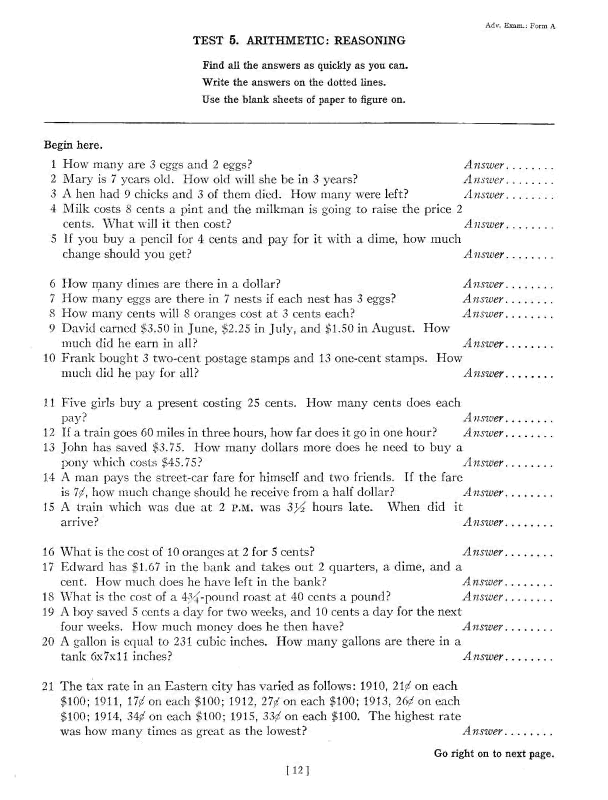 Adv. Exam.: Form A
TEST 5. ARITHMETIC: REASONING
Find all the answers as quickly as you can.
Write the answers on the dotted lines.
Use the blank sheets of paper to figure on.
Begin here.
1 How many are 3 eggs and 2 eggs? Answer........
2 Mary is 7 years old. How old will she be in 3 years? Answer........
3 A hen had 9 chicks and 3 of them died. How many were left? Answer........
4 Milk costs 8 cents a pint and the milkman is going to raise the price 2
cents. What will it then cost? Answer........
5 If you buy a pencil for 4 cents and pay for it with a dime, how much
change should you get? Answer........
6 How many dimes are there in a dollar? Answer........
7 How many eggs are there in 7 nests if each nest has 3 eggs? Answer........
8 How many cents will 8 oranges cost at 3 cents each? Answer........
9 David earned $3.50 in June, $2.25 in July, and $1.50 in August. How
much did he earn in all? Answer........
10 Frank bought 3 two-cent postage stamps and 13 one-cent stamps. How
much did he pay for all? Answer........
11 Five girls buy a present costing 25 cents. How many cents does each
pay? Answer........
12 If a train goes 60 miles in three hours, how far does it go in one hour? Answer........
13 John has saved $3.75. How many dollars more does he need to buy a
pony which costs $45.75? Answer........
14 A man pays the street-car fare for himself and two friends. If the fare
is 7¢, how much change should he receive from a half dollar? Answer........
15 A train which was due at 2 P.M. was 3½ hours late. When did it
arrive? Answer........
16 What is the cost of 10 oranges at 2 for 5 cents? Answer........
17 Edward has $1.67 in the bank and takes out 2 quarters, a dime, and a
cent. How much does he have left in the bank? Answer........
18 What is the cost of a 4¾-pound roast at 40 cents a pound? Answer........
19 A boy saved 5 cents a day for two weeks, and 10 cents a day for the next
four weeks. How much money does he then have? Answer........
20 A gallon is equal to 231 cubic inches. How many gallons are there in a
tank 6x7x11 inches? Answer........
21 The tax rate in an Eastern city has varied as follows: 1910, 21¢ on each
$100; 1911, 17¢ on each $100; 1912, 27¢ on each $100; 1913, 26¢ on each
$100; 1914, 34¢ on each $100; 1915, 33¢ on each $100. The highest rate
was how many times as great as the lowest? Answer........
Go right on to next page.
[ 12 ]